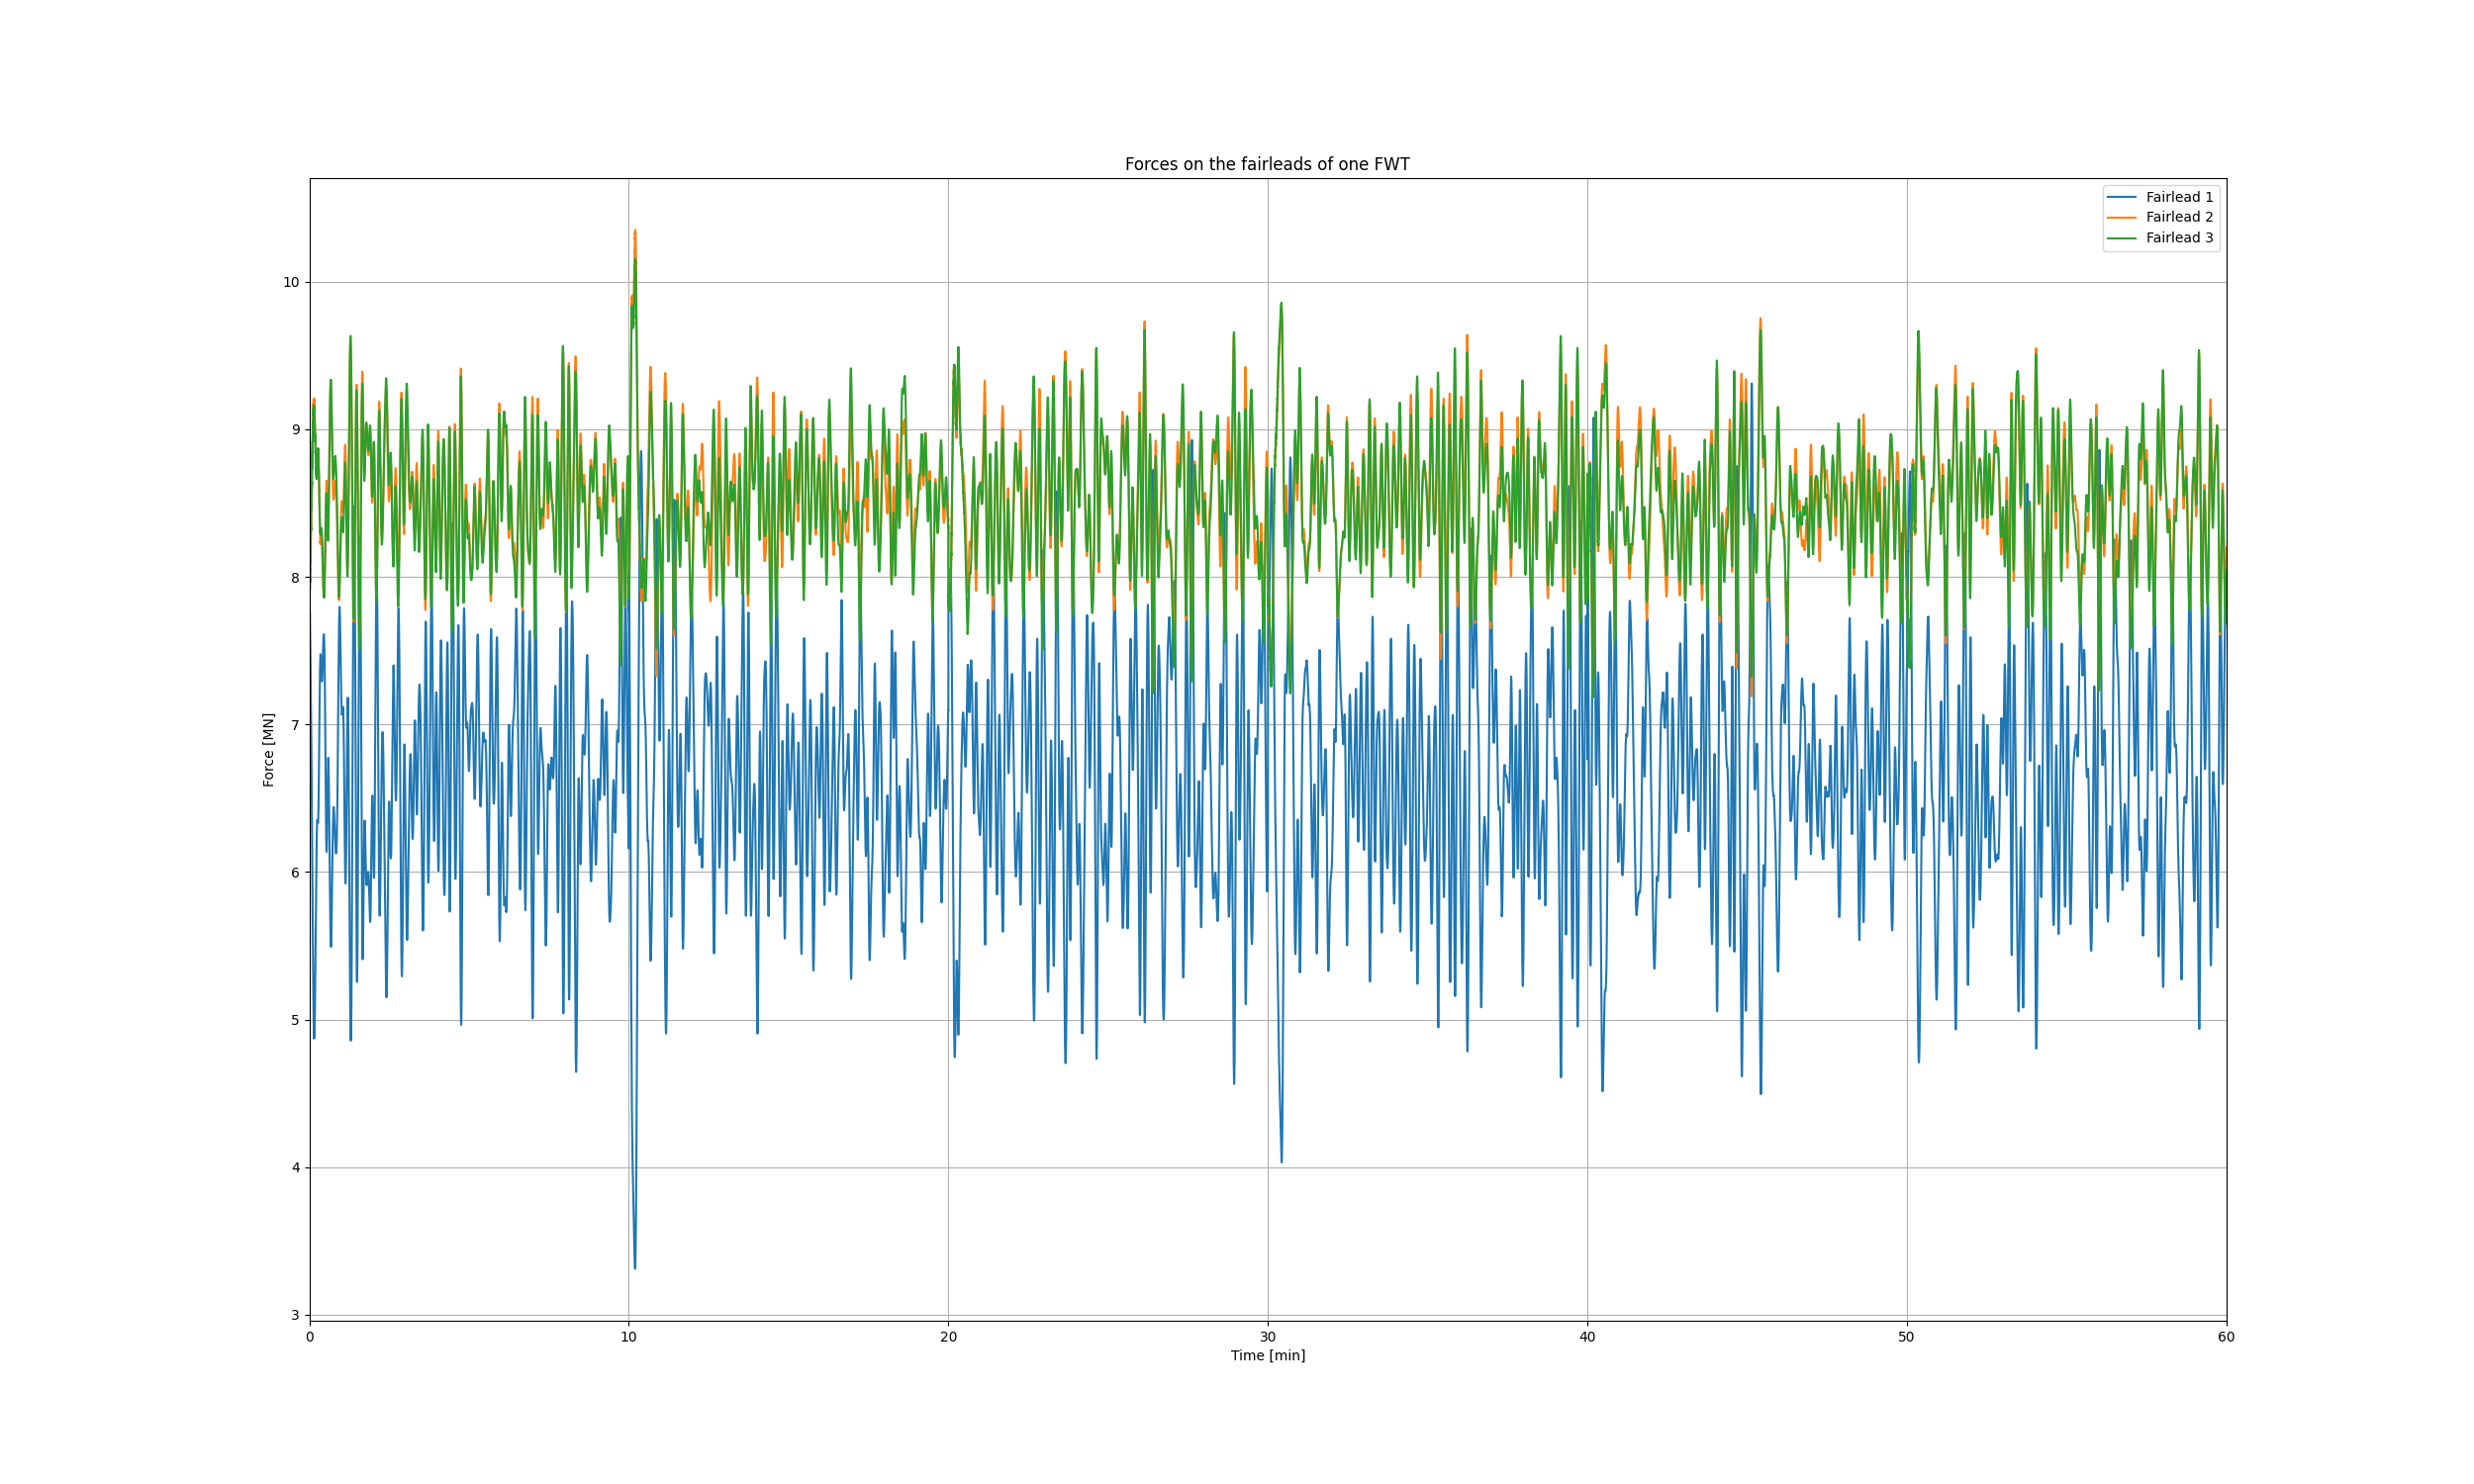 Forces on the fairleads of one FWT
Fairlead 1
Fairlead 2
Fairlead 3
Force [MN]
10
9
8
7
6
5
4
3
0 10 20 30 40 50 60
Time [min]